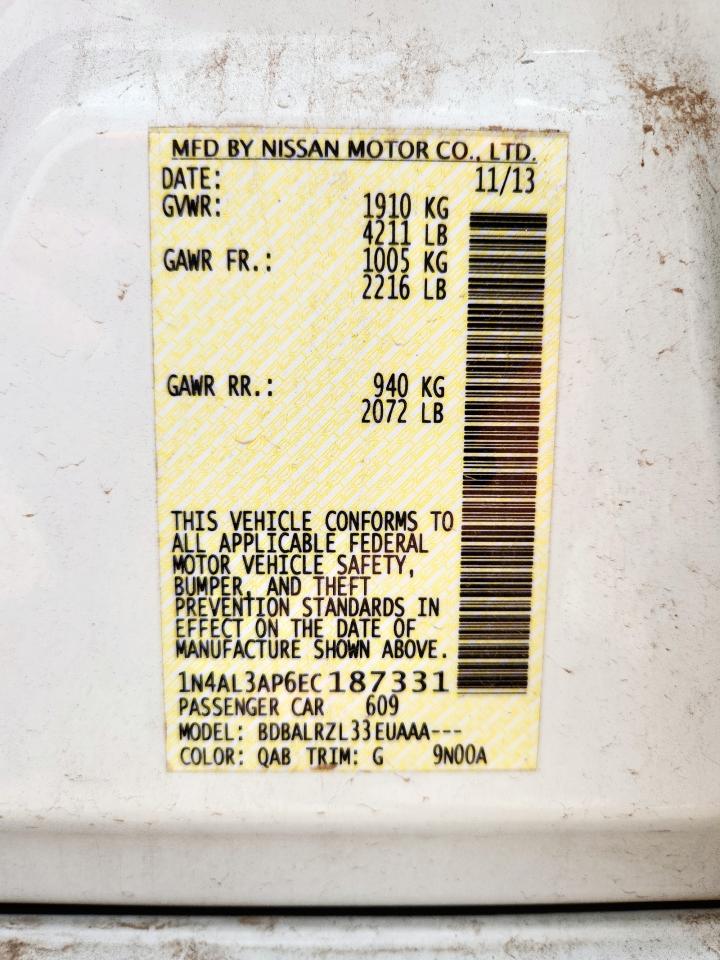 MFD BY NISSAN MOTOR CO., LTD.
DATE: 11/13
GVWR: 1910 KG
4211 LB
GAWR FR.: 1005 KG
2216 LB
GAWR RR.: 940 KG
2072 LB
THIS VEHICLE CONFORMS TO
ALL APPLICABLE FEDERAL
MOTOR VEHICLE SAFETY,
BUMPER, AND THEFT
PREVENTION STANDARDS IN
EFFECT ON THE DATE OF
MANUFACTURE SHOWN ABOVE.
1N4AL3AP6EC187331
PASSENGER CAR 609
MODEL: BDBALRZL33EUAAA---
COLOR: QAB TRIM: G 9N00A